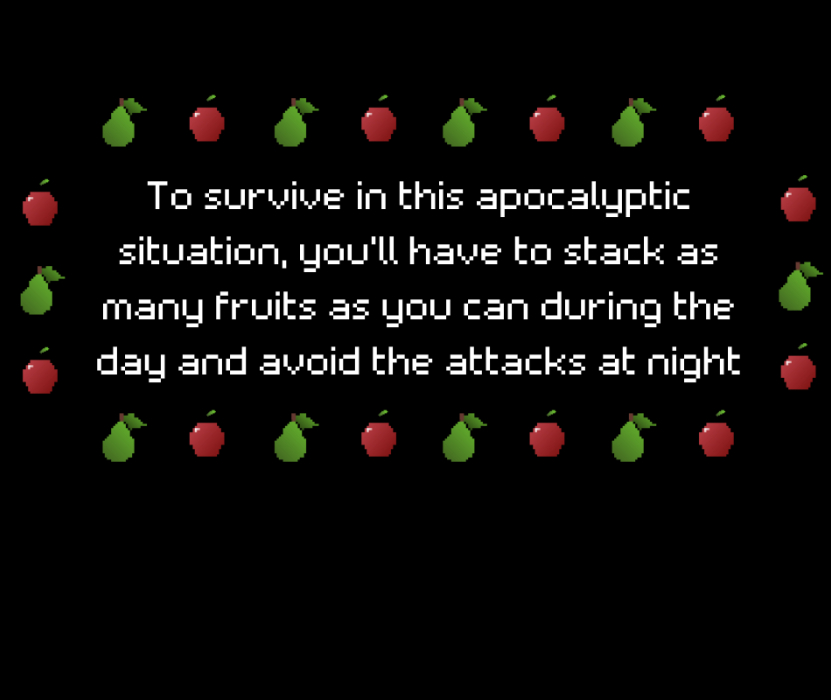 To survive in this apocalyptic
situation, you'll have to stack as
many fruits as you can during the
day and avoid the attacks at night